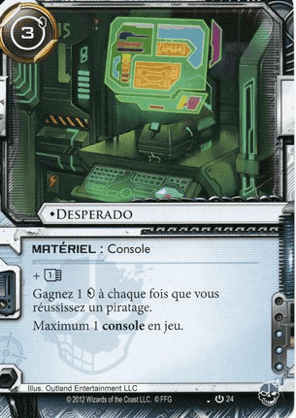 3
15
•DESPERADO
MATÉRIEL : Console
+ 1
Gagnez 1 à chaque fois que vous
réussissez un piratage.
Maximum 1 console en jeu.
Illus. Outland Entertainment LLC
© 2012 Wizards of the Coast LLC. © FFG 24